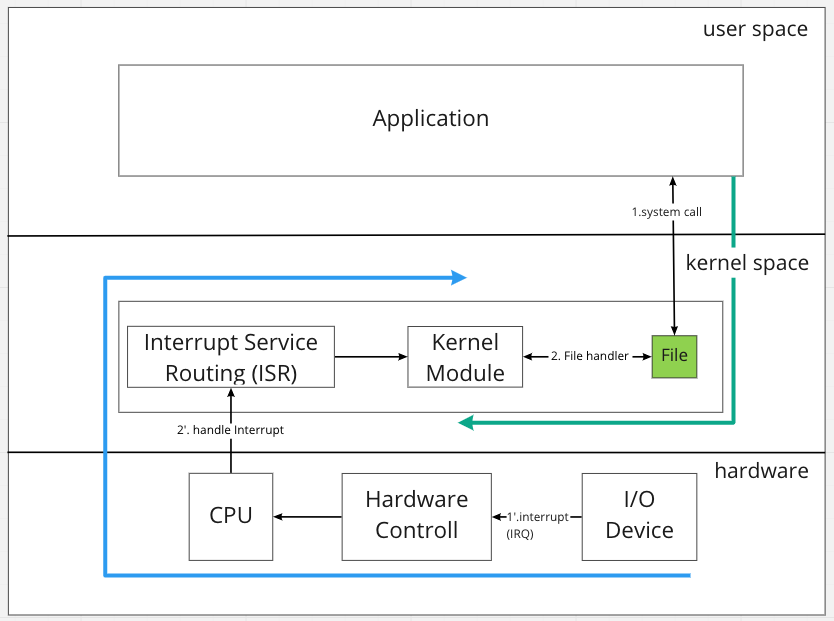 user space
Application
1.system call
kernel space
Interrupt Service
Routing (ISR)
Kernel
Module
2. File handler
File
2'. handle Interrupt
hardware
CPU
Hardware
Controll
1'.interrupt
(IRQ)
I/O
Device